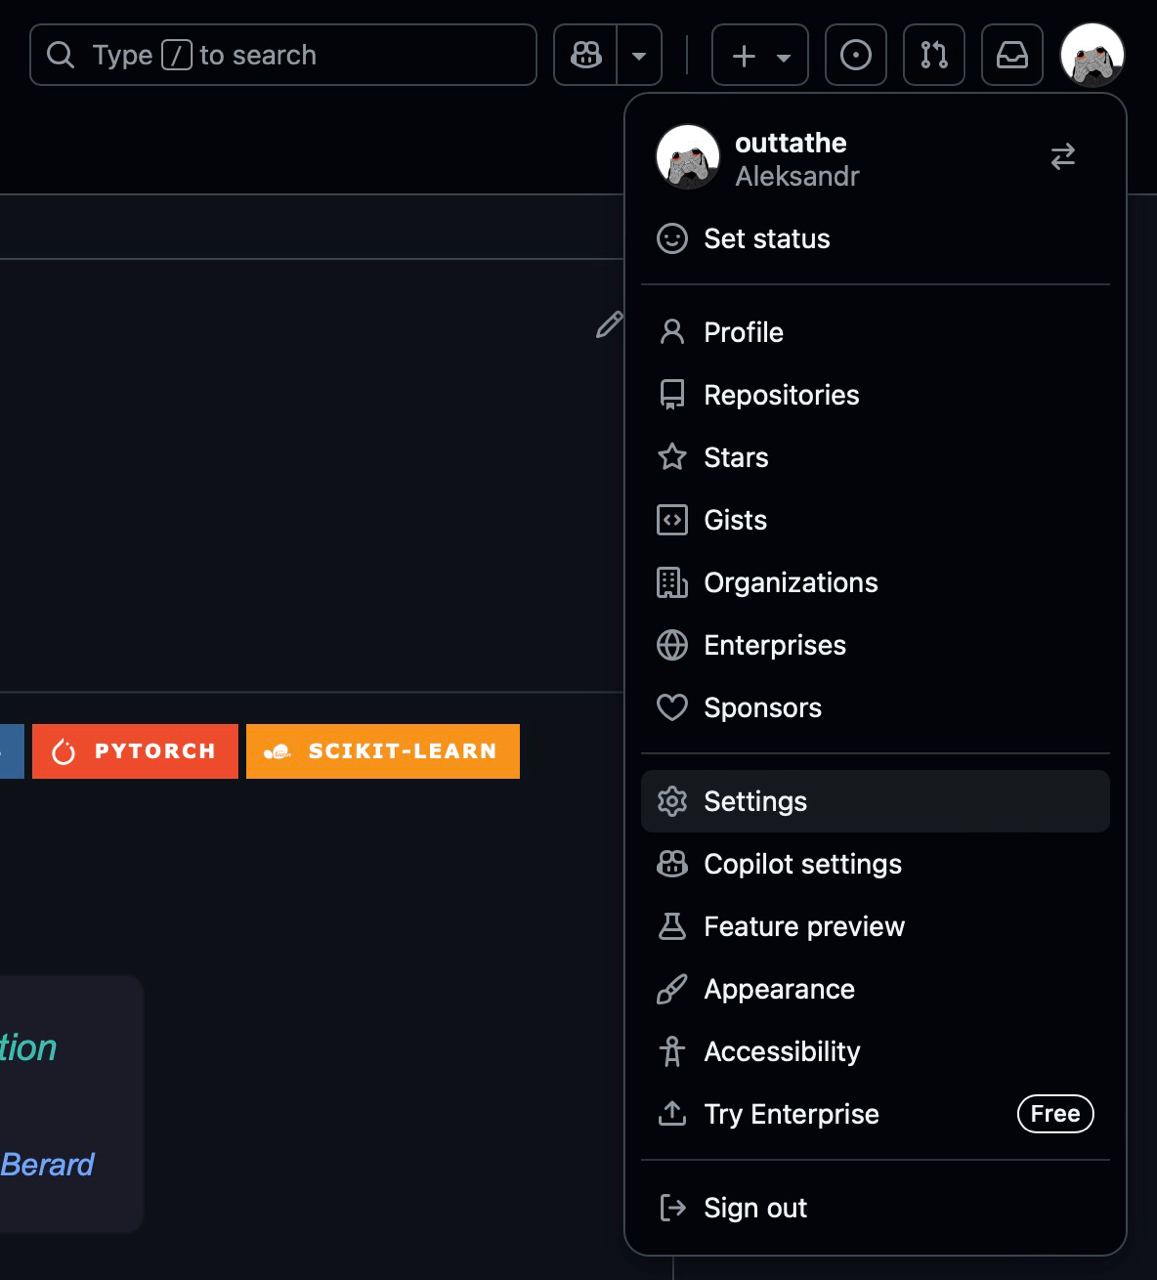 Type / to search
outtathe
Aleksandr
Set status
Profile
Repositories
Stars
Gists
Organizations
Enterprises
Sponsors
PYTORCH
SCIKIT-LEARN
Settings
Copilot settings
Feature preview
Appearance
tion
Accessibility
Try Enterprise Free
Berard
Sign out